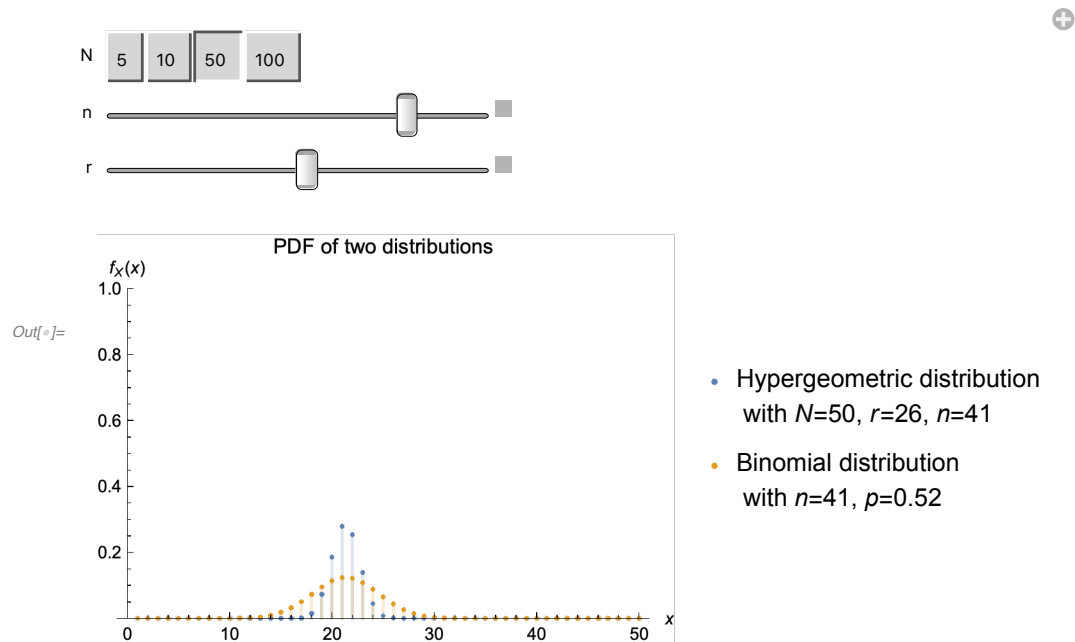 N 5 10 50 100
n
r
PDF of two distributions
fX(x)
1.0
Out[•]=
0.8
0.6
0.4
0.2
0 10 20 30 40 50 x
Hypergeometric distribution
with N=50, r=26, n=41
Binomial distribution
with n=41, p=0.52